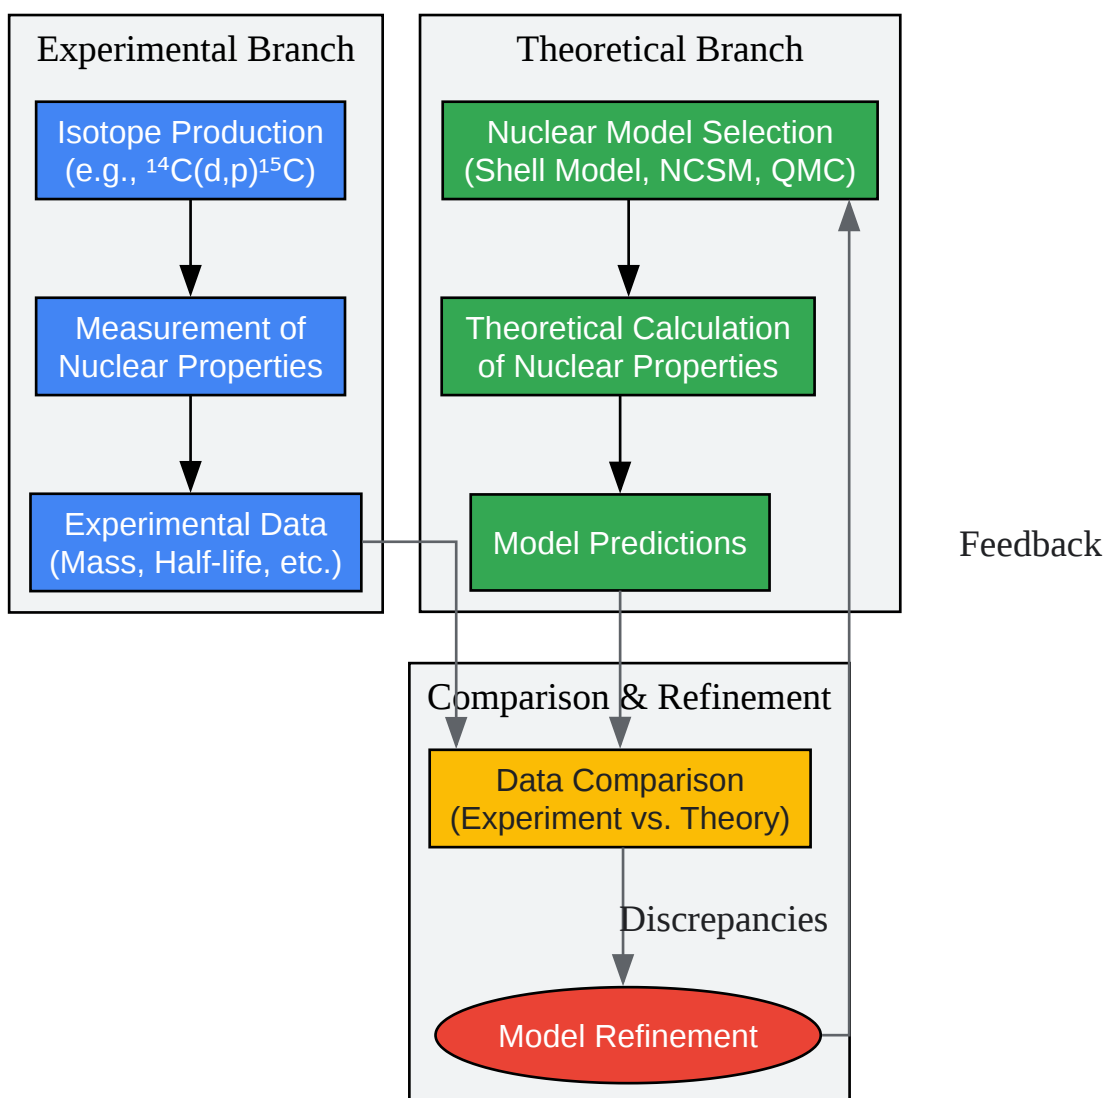 Experimental Branch
Isotope Production
(e.g., ¹⁴C(d,p)¹⁵C)
Measurement of
Nuclear Properties
Experimental Data
(Mass, Half-life, etc.)
Theoretical Branch
Nuclear Model Selection
(Shell Model, NCSM, QMC)
Theoretical Calculation
of Nuclear Properties
Model Predictions
Feedback
Comparison & Refinement
Data Comparison
(Experiment vs. Theory)
Discrepancies
Model Refinement